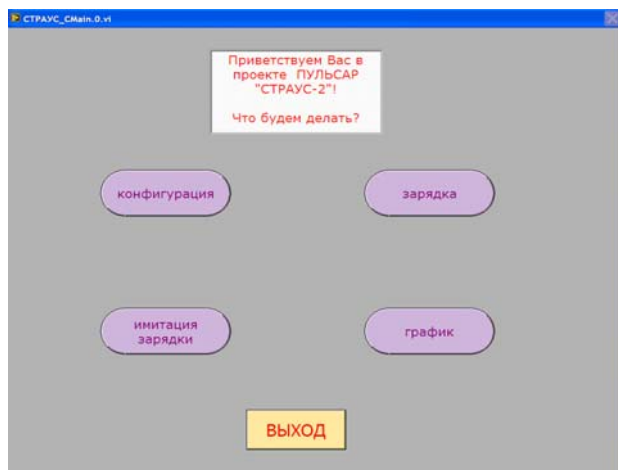 СТРАУС_CMain.0.vi
Приветствуем Вас в
проекте ПУЛЬСАР
"СТРАУС-2"!
Что будем делать?
конфигурация
зарядка
имитация
зарядки
график
ВЫХОД